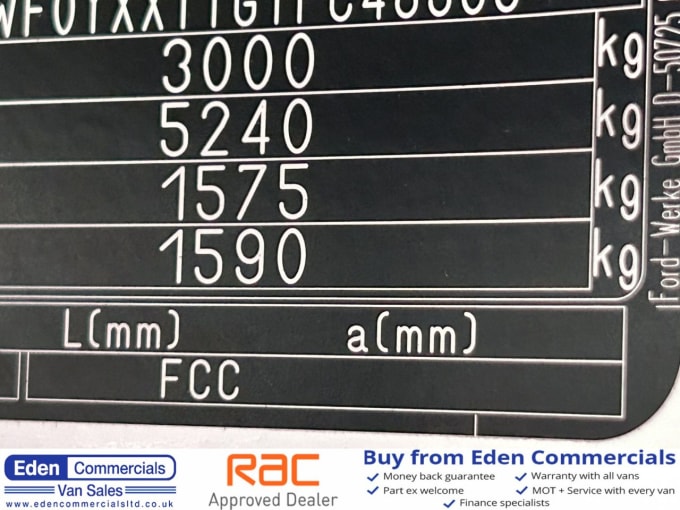 3000 kg
5240 kg
1575 kg
1590 kg
L(mm) a(mm)
FCC
Ford-Werke GmbH D-50725
Eden Commercials
Van Sales
www.edencommercialsltd.co.uk
RAC
Approved Dealer
Buy from Eden Commercials
Money back guarantee
Warranty with all vans
Part ex welcome
MOT + Service with every van
Finance specialists